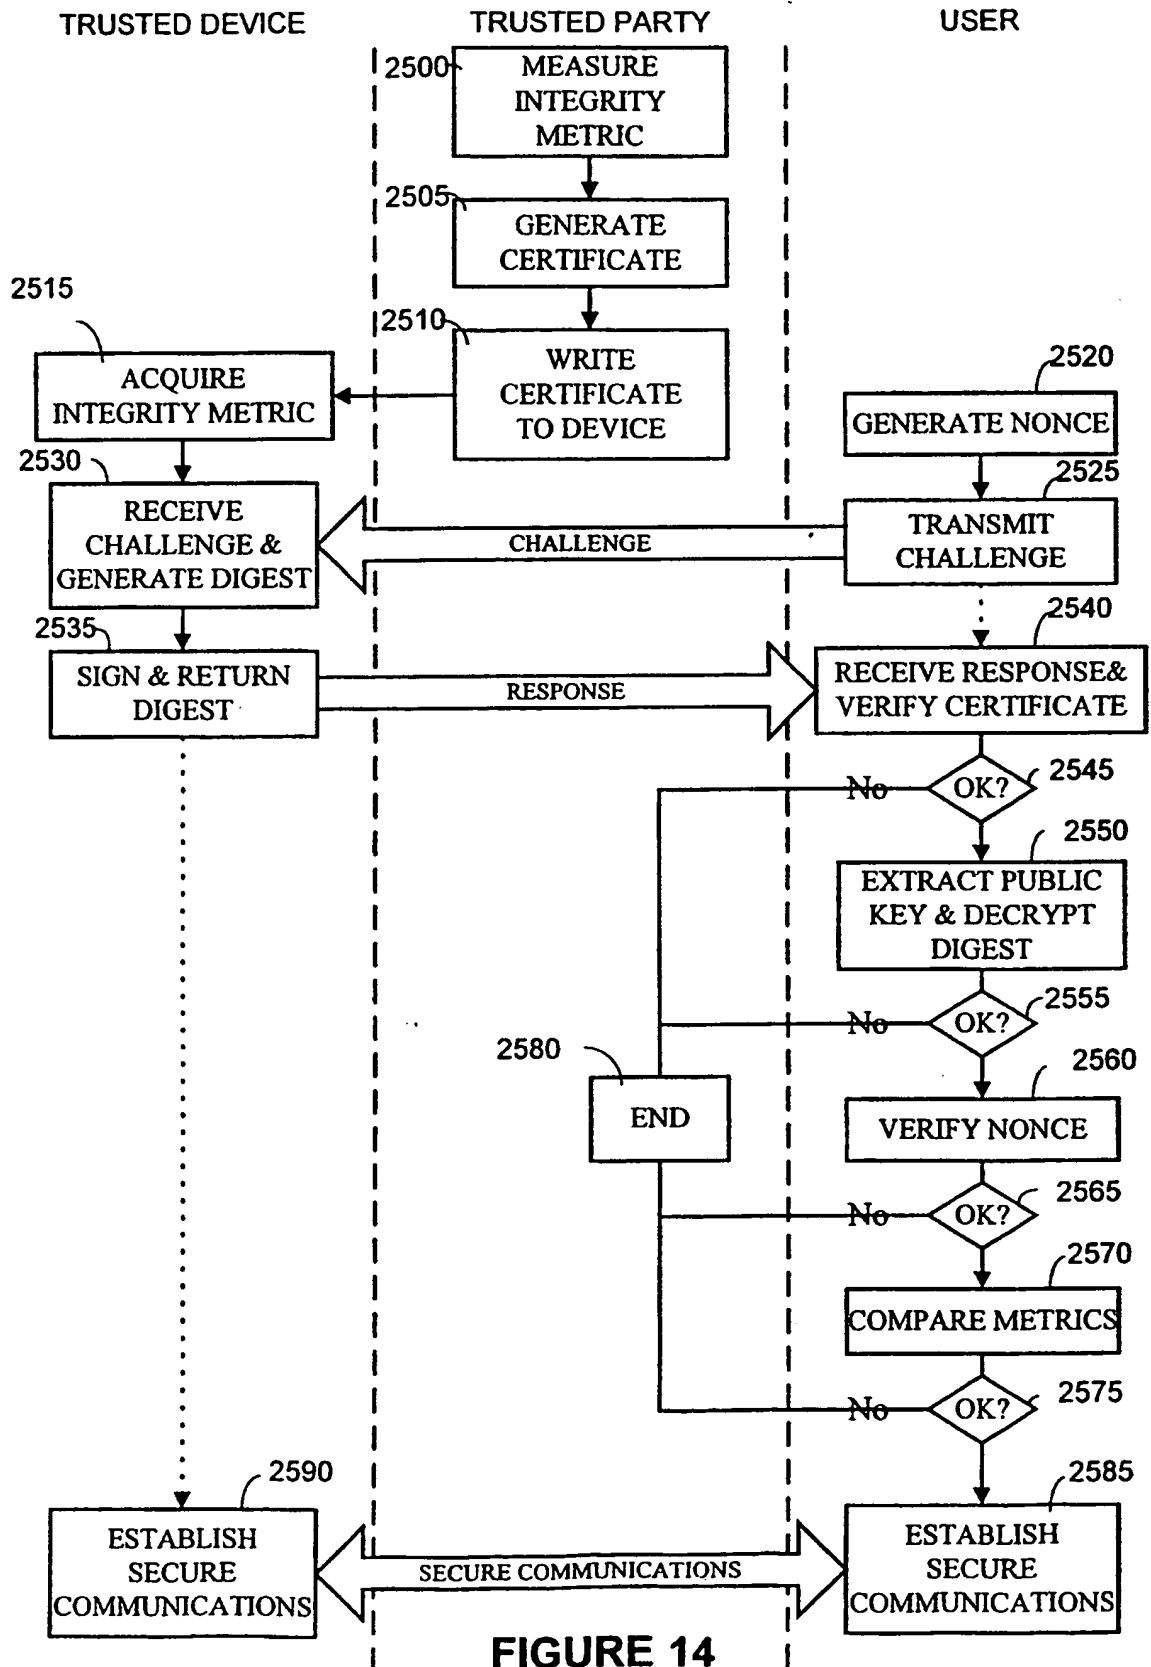 TRUSTED DEVICE
TRUSTED PARTY
USER
2500
MEASURE
INTEGRITY
METRIC
2505
GENERATE
CERTIFICATE
2510
WRITE
CERTIFICATE
TO DEVICE
2515
ACQUIRE
INTEGRITY METRIC
2520
GENERATE NONCE
2525
TRANSMIT
CHALLENGE
CHALLENGE
2530
RECEIVE
CHALLENGE &
GENERATE DIGEST
2535
SIGN & RETURN
DIGEST
RESPONSE
2540
RECEIVE RESPONSE&
VERIFY CERTIFICATE
No
OK?
2545
2550
EXTRACT PUBLIC
KEY & DECRYPT
DIGEST
No
OK?
2555
2580
END
2560
VERIFY NONCE
No
OK?
2565
2570
COMPARE METRICS
No
OK?
2575
2590
ESTABLISH
SECURE
COMMUNICATIONS
SECURE COMMUNICATIONS
2585
ESTABLISH
SECURE
COMMUNICATIONS
FIGURE 14